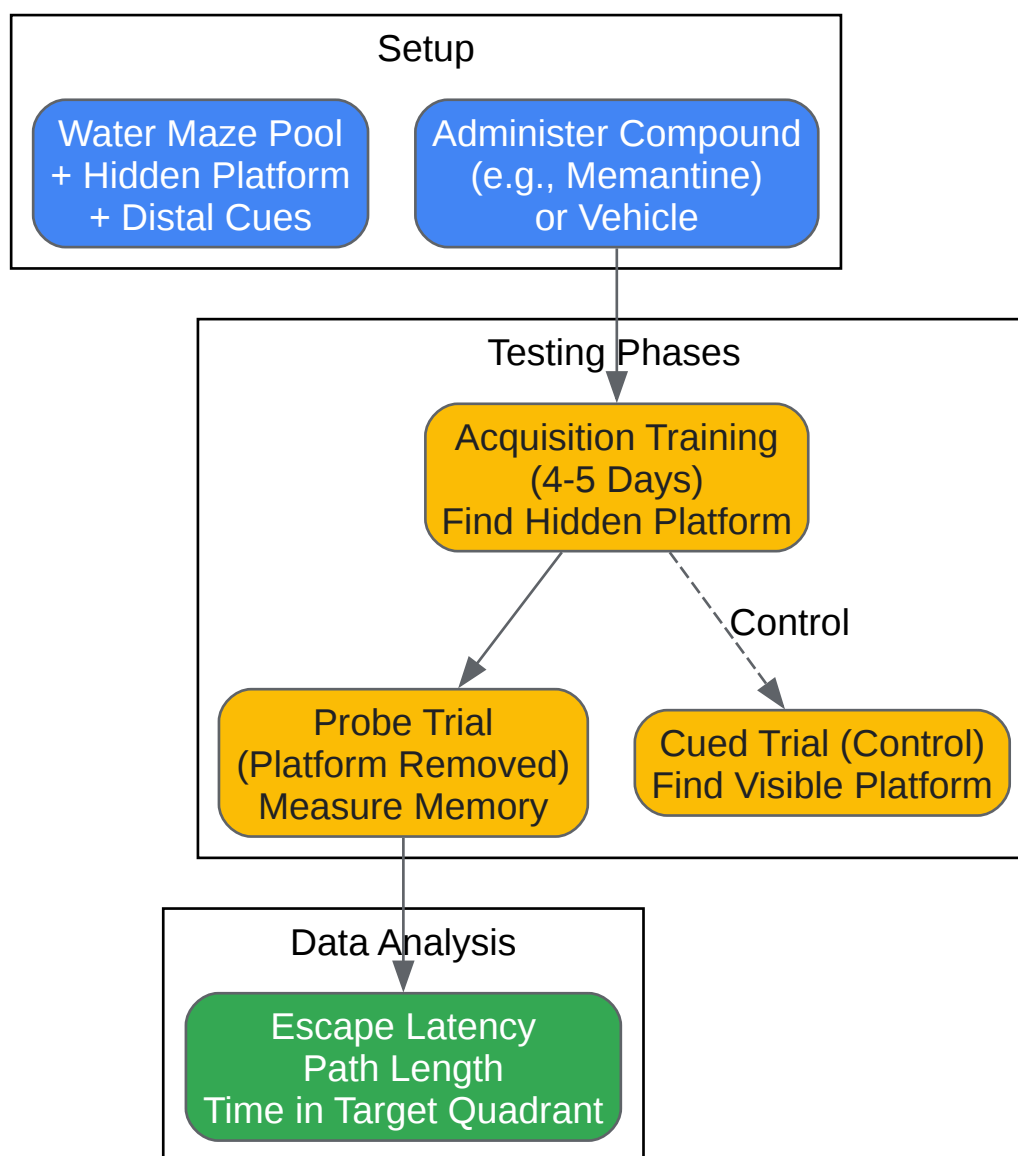 Setup
Water Maze Pool
+ Hidden Platform
+ Distal Cues
Administer Compound
(e.g., Memantine)
or Vehicle
Testing Phases
Acquisition Training
(4-5 Days)
Find Hidden Platform
Control
Probe Trial
(Platform Removed)
Measure Memory
Cued Trial (Control)
Find Visible Platform
Data Analysis
Escape Latency
Path Length
Time in Target Quadrant